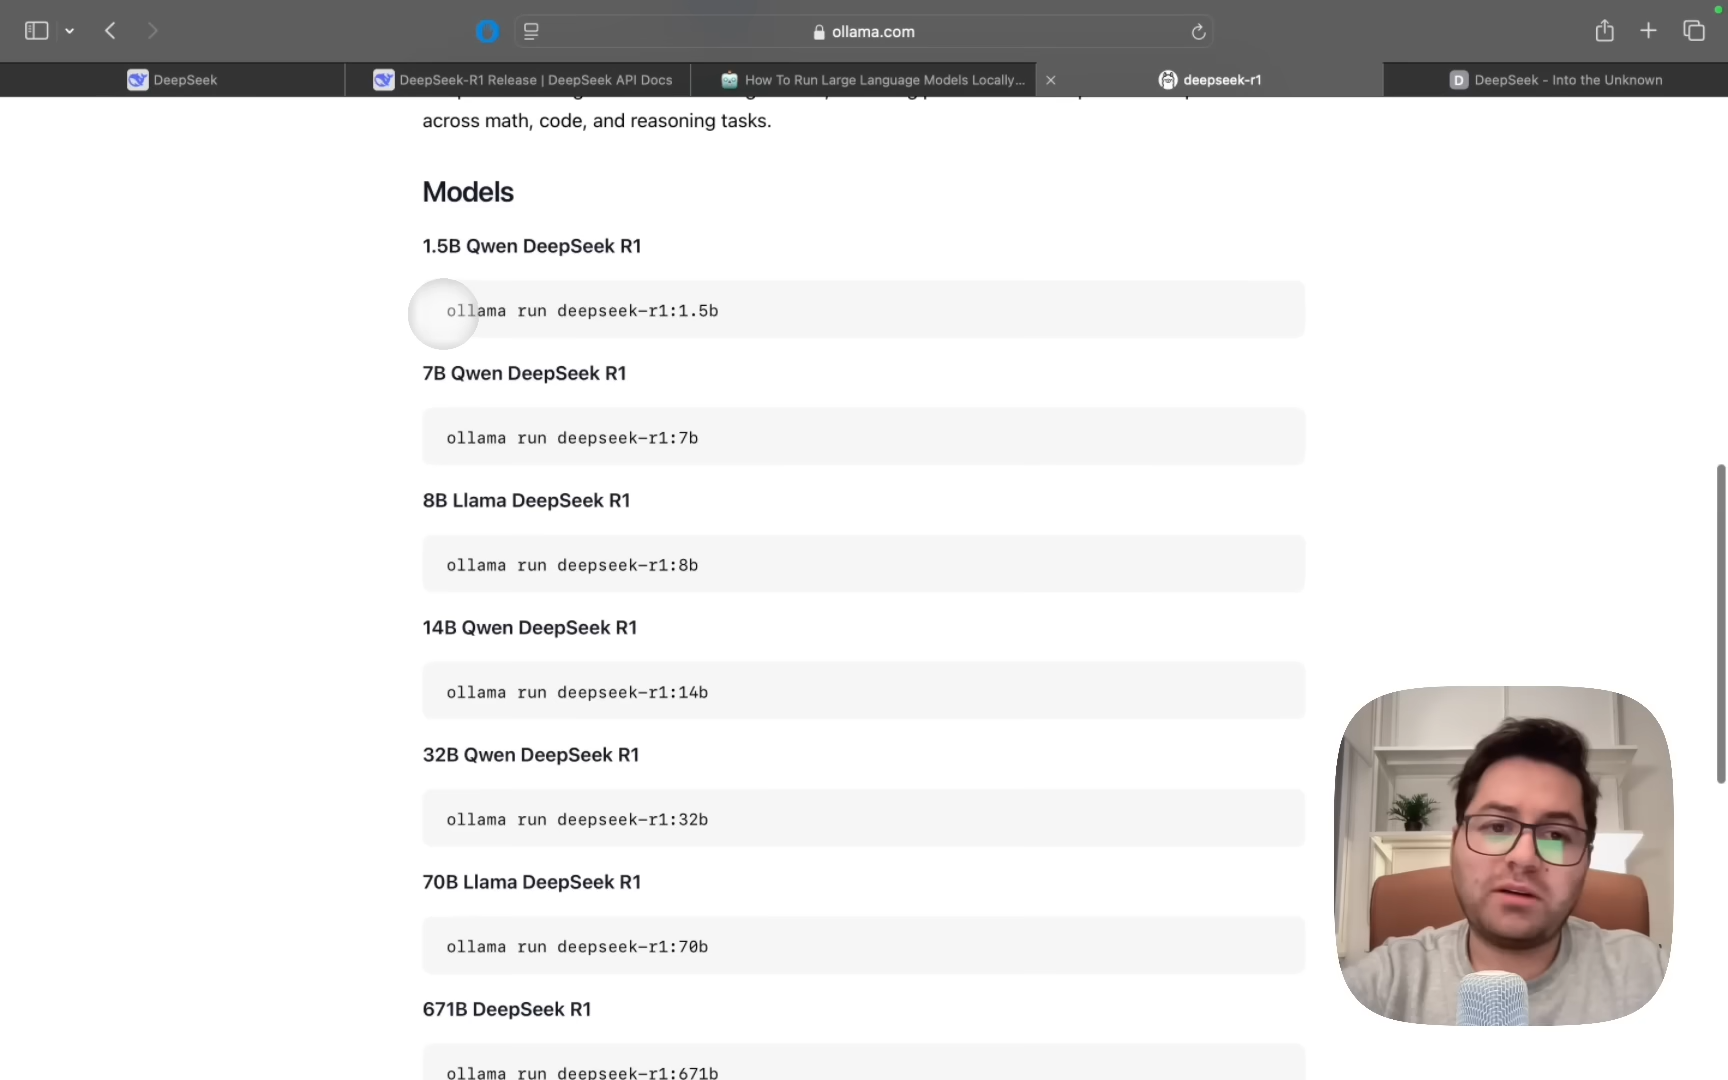 ollama.com
DeepSeek
DeepSeek-R1 Release | DeepSeek API Docs
How To Run Large Language Models Locally...
deepseek-r1
D DeepSeek - Into the Unknown
across math, code, and reasoning tasks.
Models
1.5B Qwen DeepSeek R1
ollama run deepseek-r1:1.5b
7B Qwen DeepSeek R1
ollama run deepseek-r1:7b
8B Llama DeepSeek R1
ollama run deepseek-r1:8b
14B Qwen DeepSeek R1
ollama run deepseek-r1:14b
32B Qwen DeepSeek R1
ollama run deepseek-r1:32b
70B Llama DeepSeek R1
ollama run deepseek-r1:70b
671B DeepSeek R1
ollama run deepseek-r1:671b